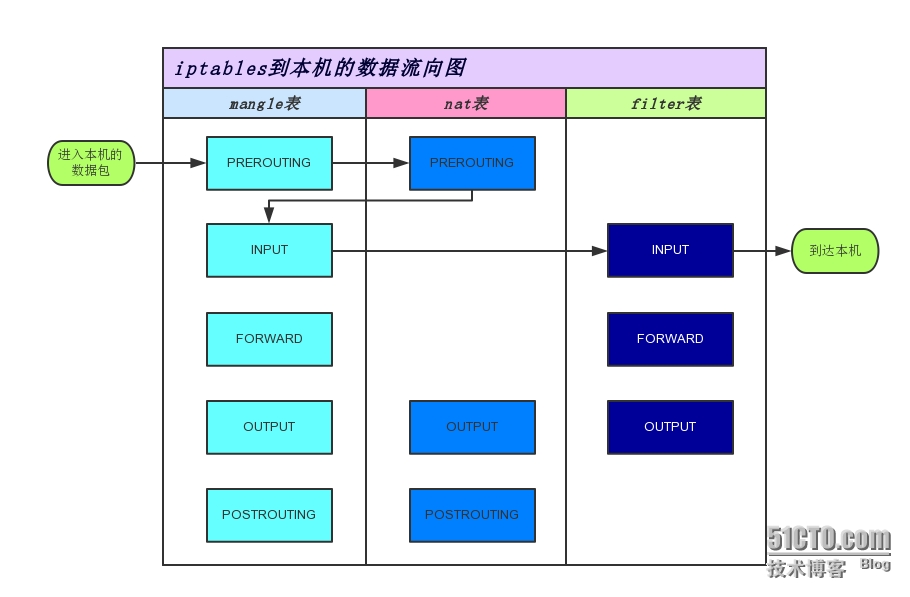 iptables到本机的数据流向图
mangle表
nat表
filter表
进入本机的
数据包
PREROUTING
PREROUTING
INPUT
INPUT
到达本机
FORWARD
FORWARD
OUTPUT
OUTPUT
OUTPUT
POSTROUTING
POSTROUTING
51CTO.com
技术博客 Blog